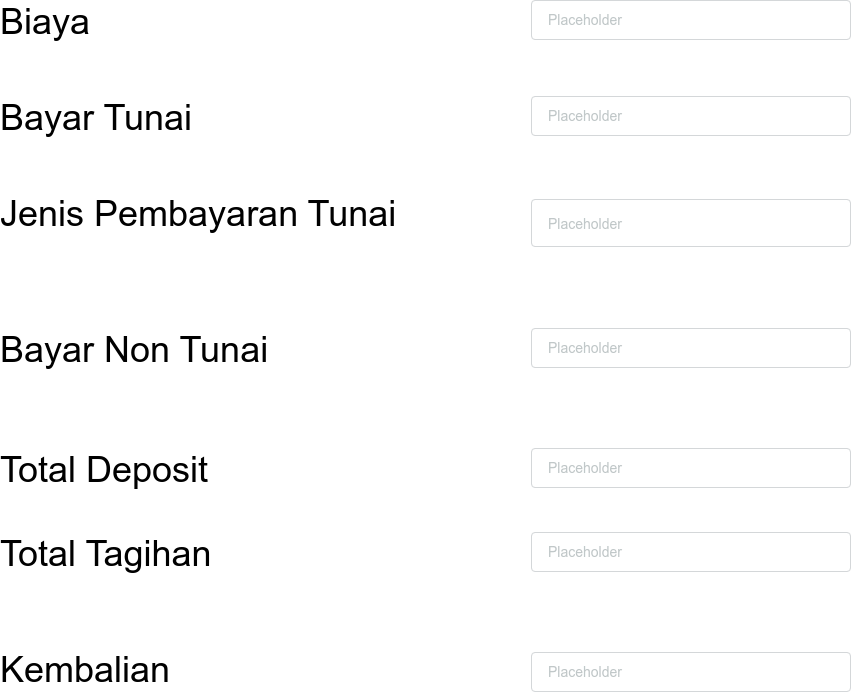 Biaya
Placeholder
Bayar Tunai
Placeholder
Jenis Pembayaran Tunai
Placeholder
Bayar Non Tunai
Placeholder
Total Deposit
Placeholder
Total Tagihan
Placeholder
Kembalian
Placeholder